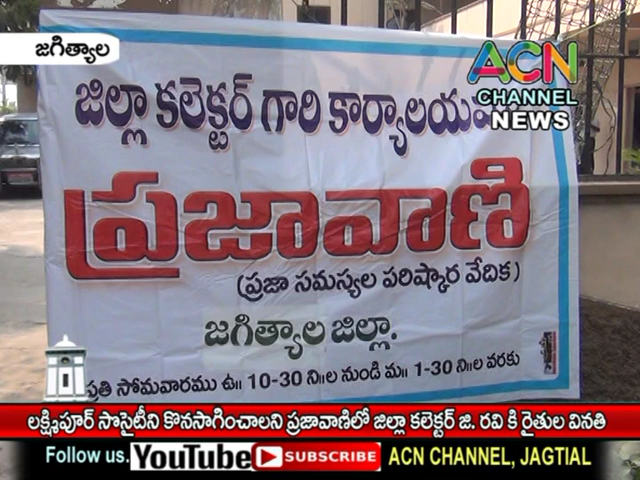 జగిత్యాల
ACN
CHANNEL
NEWS
జిల్లా కలెక్టర్ గారి కార్యాలయము
ప్రజావాణి
(ప్రజా సమస్యల పరిష్కార వేదిక)
జగిత్యాల జిల్లా.
ప్రతి సోమవారము ఉ॥ 10-30 ని॥ల నుండి మ॥ 1-30 ని॥ల వరకు
లక్ష్మిపూర్ సొసైటీని కొనసాగించాలని ప్రజావాణిలో జిల్లా కలెక్టర్ జి. రవి కి రైతుల వినతి
Follow us. YouTube SUBSCRIBE ACN CHANNEL, JAGTIAL